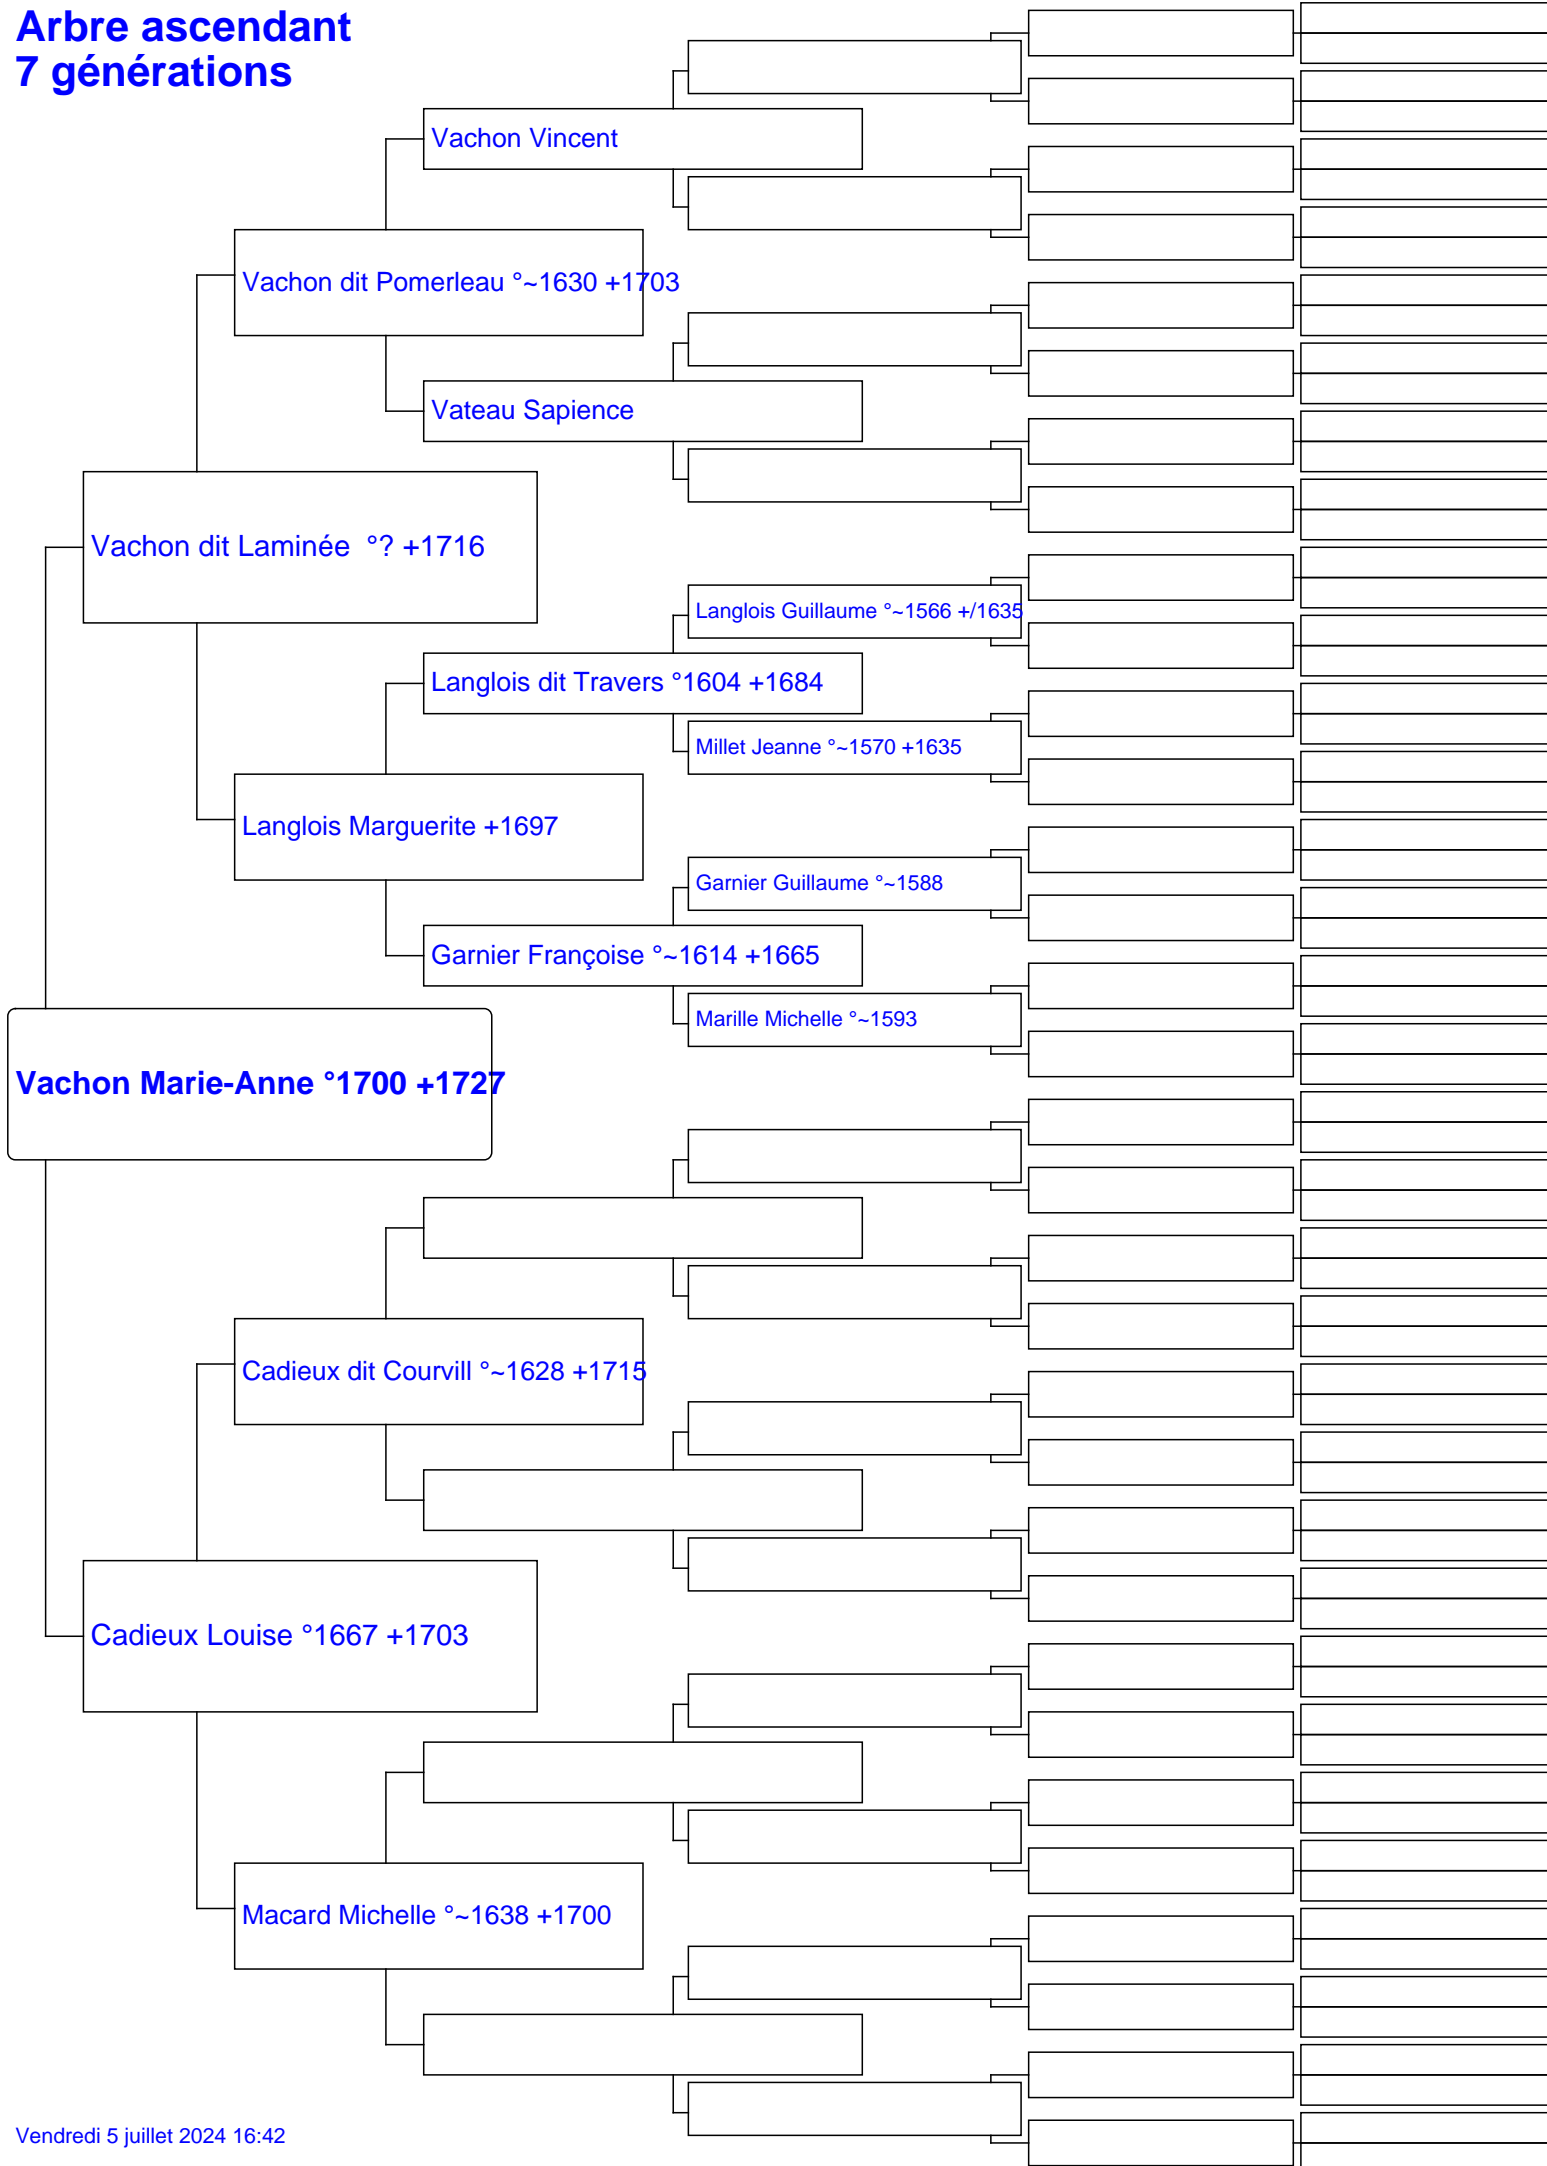 Arbre ascendant
7 générations
Vachon Vincent
Vachon dit Pomerleau °~1630 +1703
Vateau Sapience
Vachon dit Laminée  °? +1716
Langlois Guillaume °~1566 +/1635
Langlois dit Travers °1604 +1684
Millet Jeanne °~1570 +1635
Langlois Marguerite +1697
Garnier Guillaume °~1588
Garnier Françoise °~1614 +1665
Marille Michelle °~1593
Vachon Marie-Anne °1700 +1727
Cadieux dit Courvill °~1628 +1715
Cadieux Louise °1667 +1703
Macard Michelle °~1638 +1700
Vendredi 5 juillet 2024 16:42